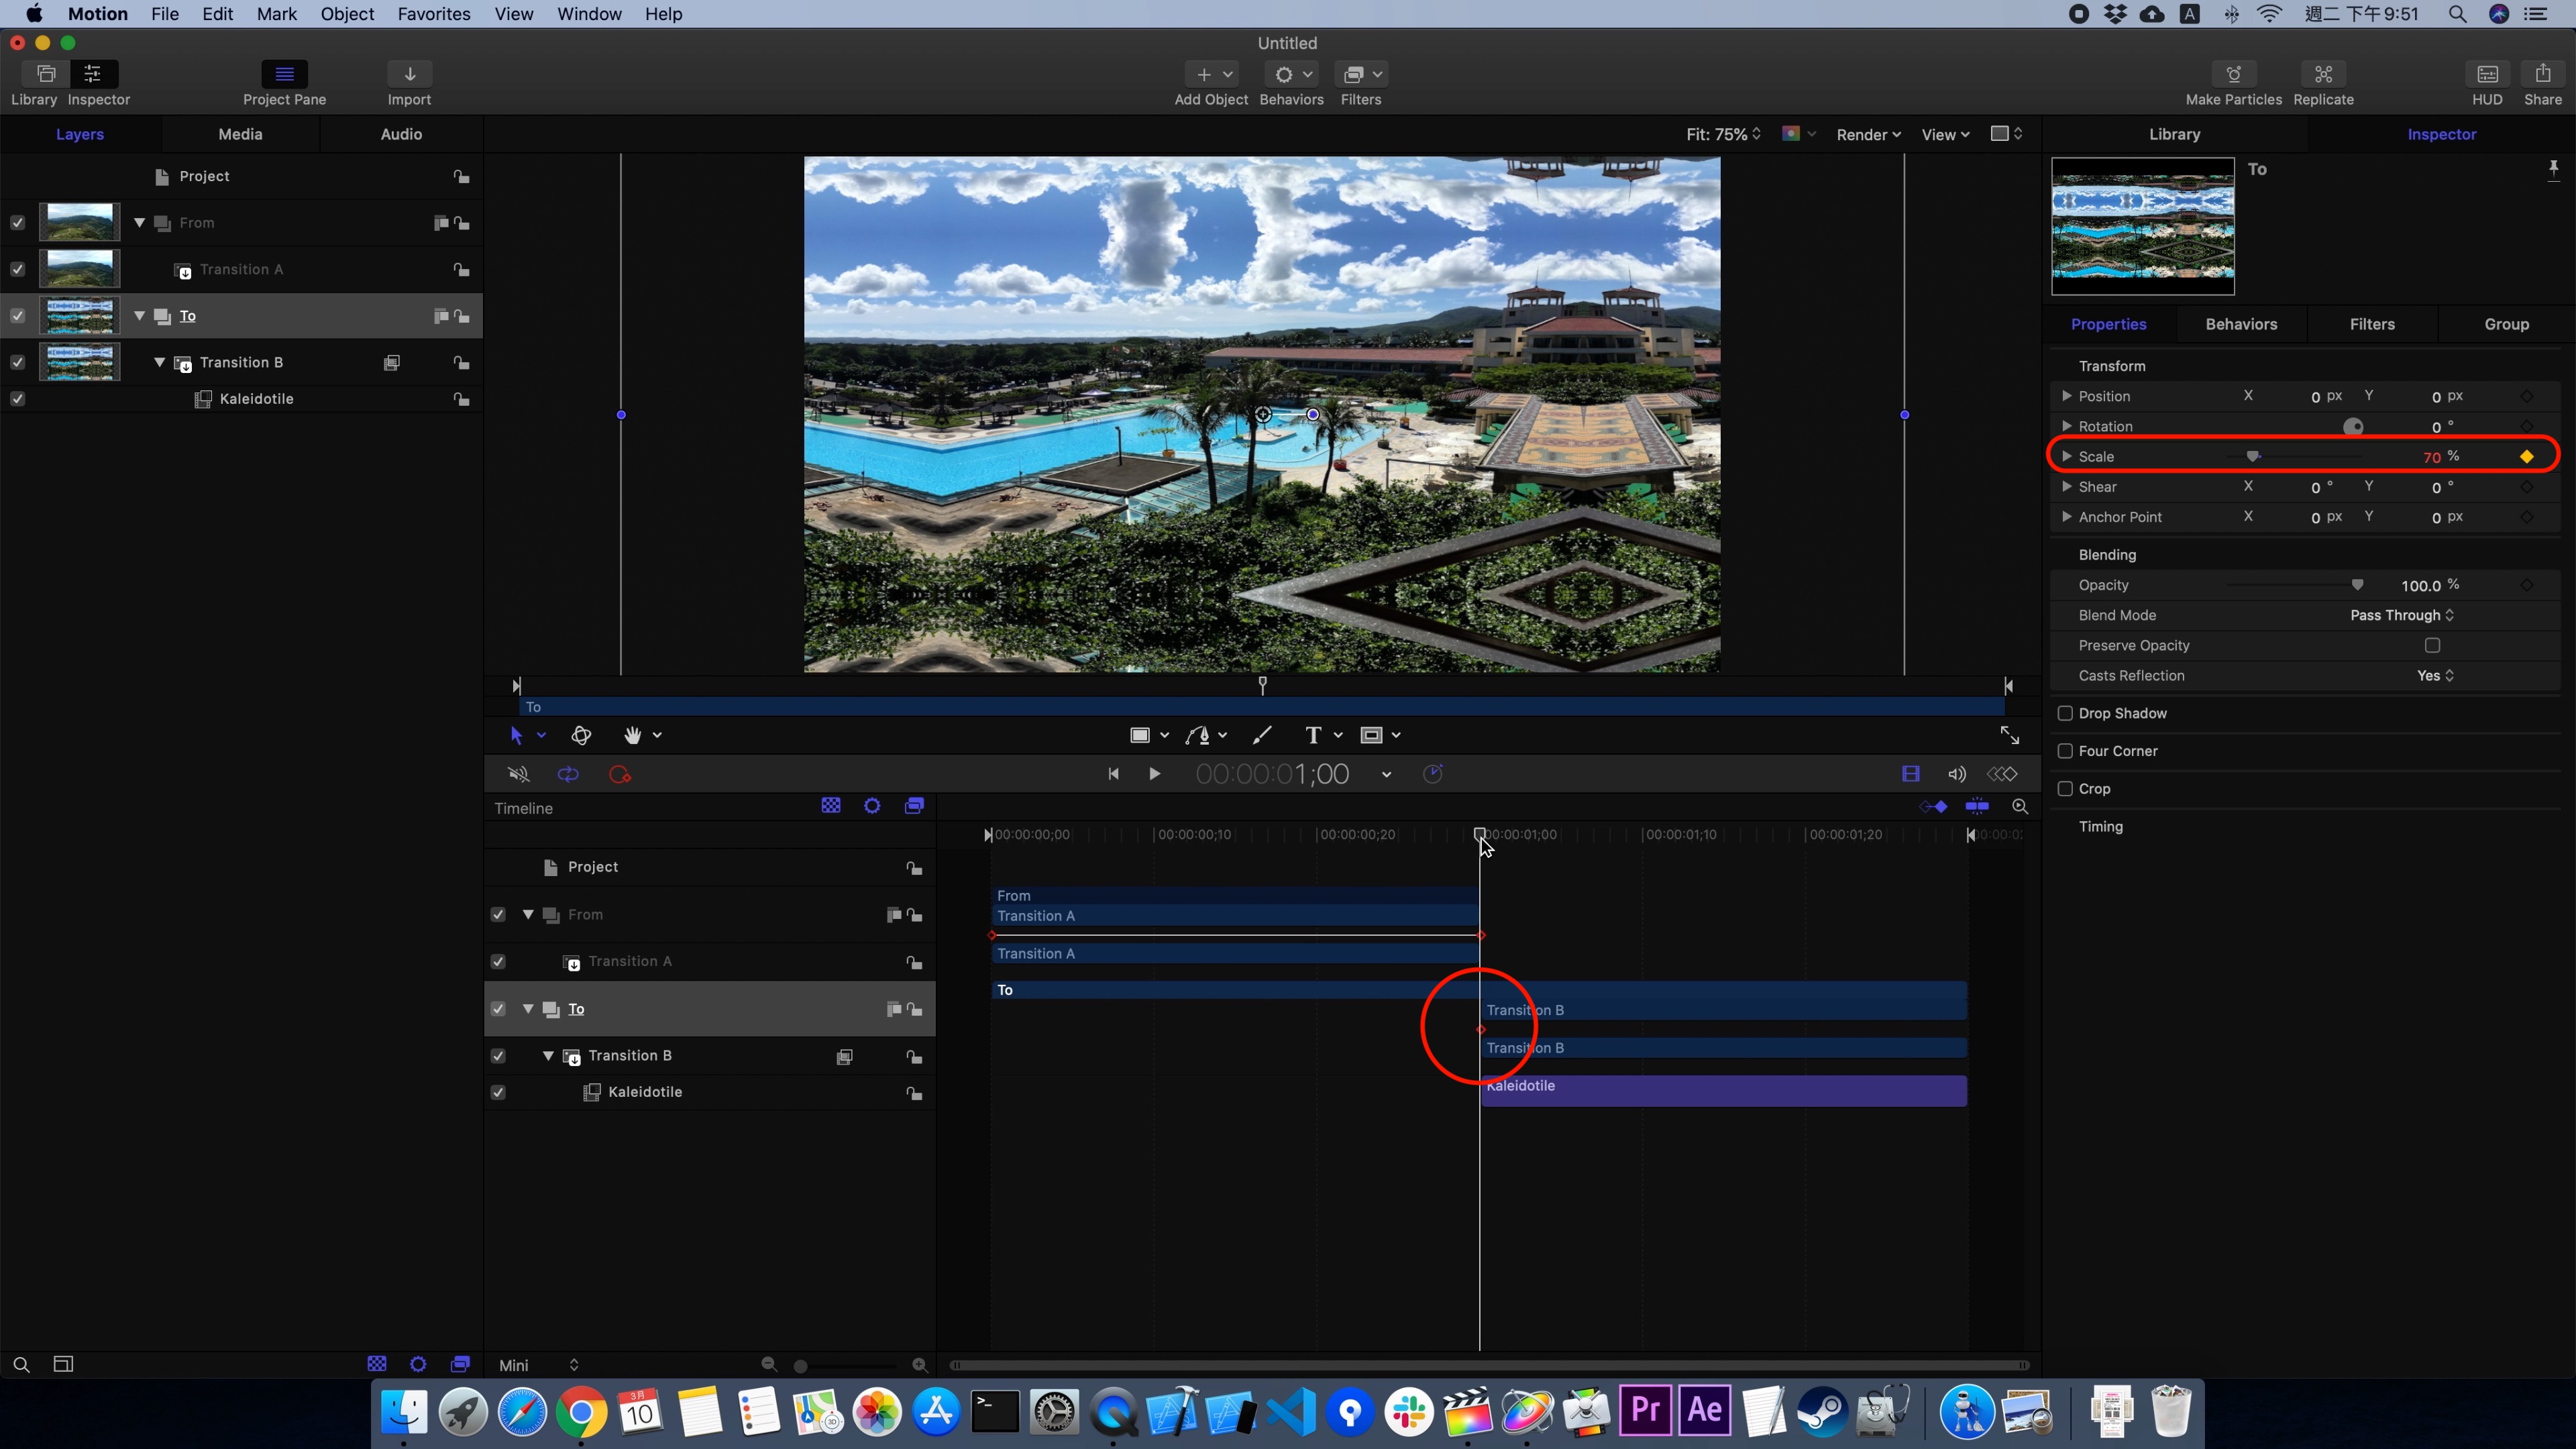 Motion File Edit Mark Object Favorites View Window Help
A 週二 下午9:51
Untitled
Library Inspector Project Pane Import Add Object Behaviors Filters Make Particles Replicate HUD Share
Layers Media Audio
Fit: 75% Render View
Library Inspector
Project
To
From
Transition A
To
Transition B
Kaleidotile
Properties Behaviors Filters Group
Transform
Position X 0 px Y 0 px
Rotation 0 °
Scale 70 %
Shear X 0 ° Y 0 °
Anchor Point X 0 px Y 0 px
Blending
Opacity 100.0 %
Blend Mode Pass Through
Preserve Opacity
Casts Reflection Yes
Drop Shadow
Four Corner
Crop
Timing
To
T
00:00:01;00
Timeline
00:00:00;00 00:00:00;10 00:00:00;20 00:00:01;00 00:00:01;10 00:00:01;20
Project
From
From
Transition A
Transition A
Transition A
To
To
Transition B
Transition B
Transition B
Kaleidotile
Kaleidotile
Mini
3月
10
3D
>_
Pr
Ae